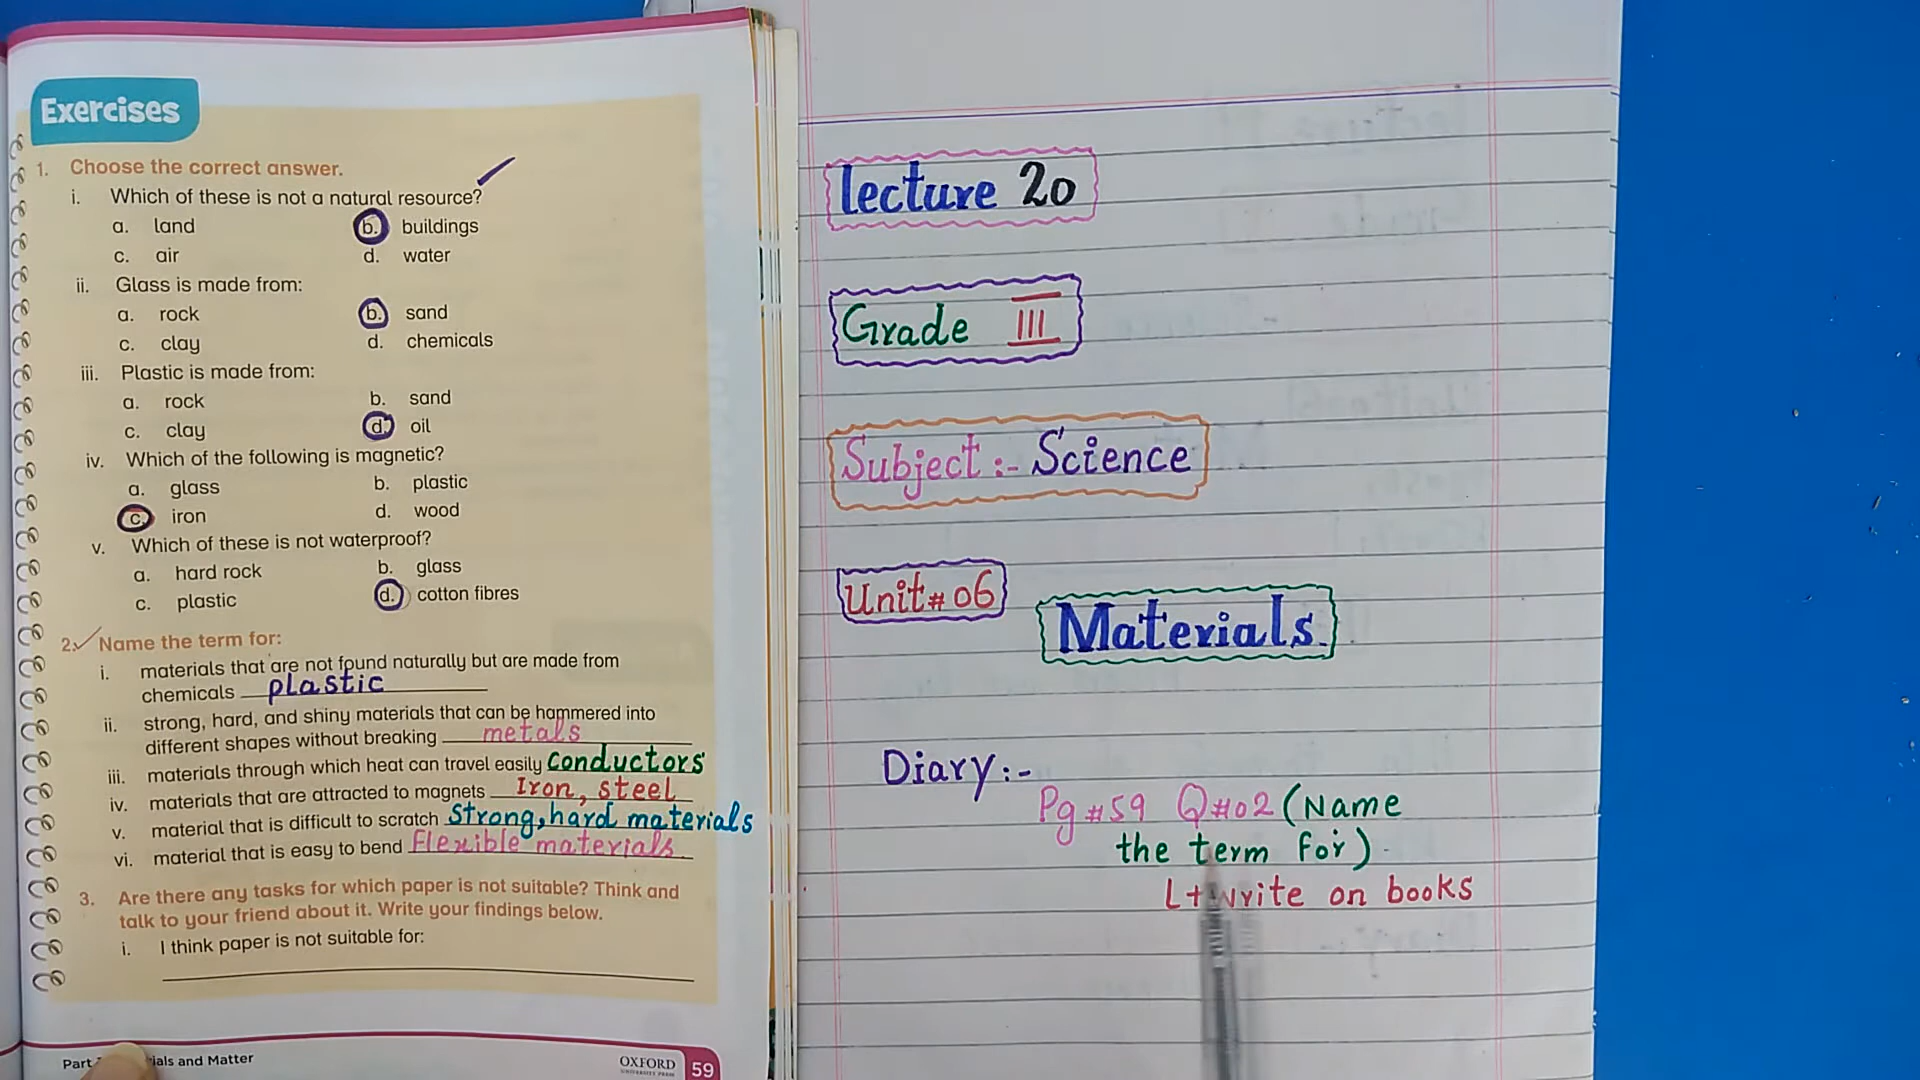 Exercises
1. Choose the correct answer.
i. Which of these is not a natural resource?
a. land b. buildings
c. air d. water
ii. Glass is made from:
a. rock b. sand
c. clay d. chemicals
iii. Plastic is made from:
a. rock b. sand
c. clay d. oil
iv. Which of the following is magnetic?
a. glass b. plastic
c. iron d. wood
v. Which of these is not waterproof?
a. hard rock b. glass
c. plastic d. cotton fibres
2. Name the term for:
i. materials that are not found naturally but are made from
chemicals plastic
ii. strong, hard, and shiny materials that can be hammered into
different shapes without breaking metals
iii. materials through which heat can travel easily conductors
iv. materials that are attracted to magnets Iron, steel
v. material that is difficult to scratch Strong, hard materials
vi. material that is easy to bend Flexible materials
3. Are there any tasks for which paper is not suitable? Think and
talk to your friend about it. Write your findings below.
i. I think paper is not suitable for:
Part and Matter
OXFORD
UNIVERSITY PRESS
59
lecture 20
Grade III
Subject :- Science
Unit# 06
Materials
Diary:-
Pg #59 Q#02 (Name
the term for)
L+write on books